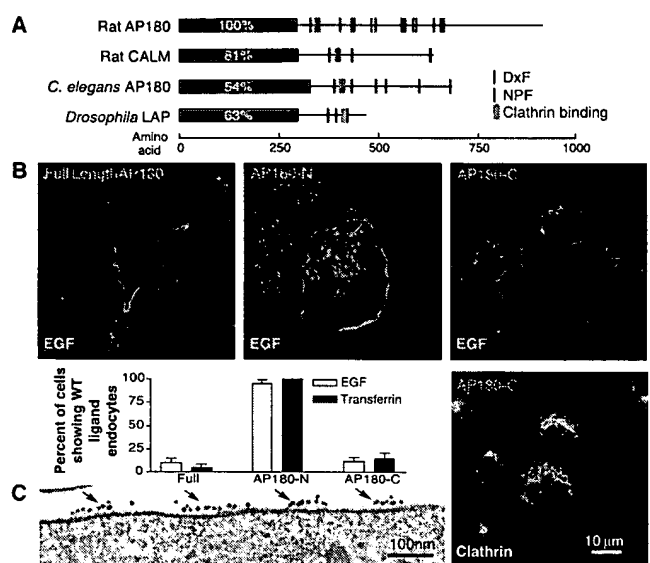 A
Rat AP180
100%
Rat CALM
81%
C. elegans AP180
54%
Drosophila LAP
63%
DxF
NPF
Clathrin binding
Amino acid
0
250
500
750
1000
B
Full Length AP180
EGF
AP180-N
EGF
AP180-C
EGF
Percent of cells
showing WT
ligand
endocytes
100
75
50
25
0
EGF
Transferrin
Full
AP180-N
AP180-C
AP180-C
Clathrin
10 μm
C
100nm